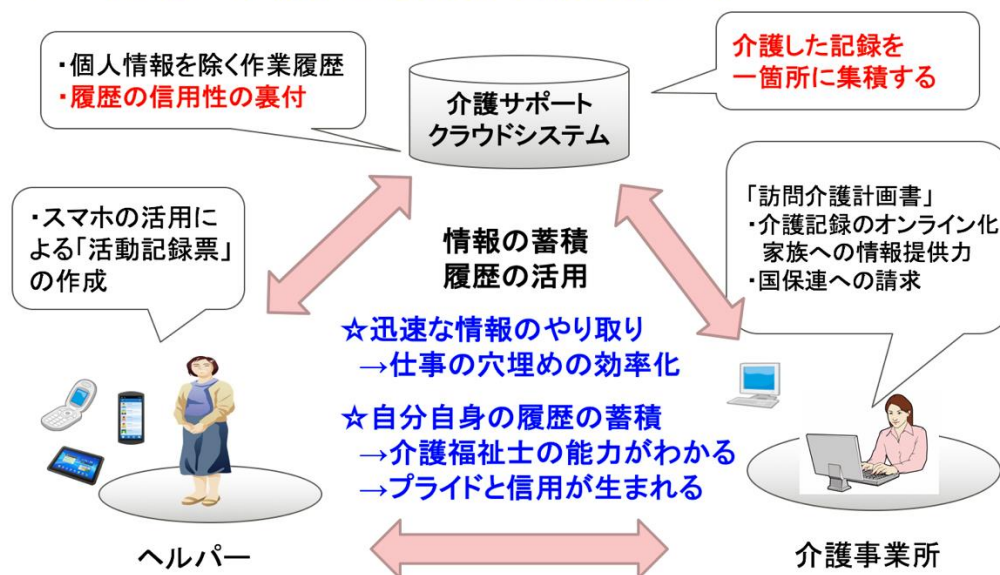 ・個人情報を除く作業履歴
・履歴の信用性の裏付
介護した記録を
一箇所に集積する
介護サポート
クラウドシステム
・スマホの活用に
よる「活動記録票」
の作成
「訪問介護計画書」
・介護記録のオンライン化
家族への情報提供力
・国保連への請求
情報の蓄積
履歴の活用
☆迅速な情報のやり取り
→仕事の穴埋めの効率化
☆自分自身の履歴の蓄積
→介護福祉士の能力がわかる
→プライドと信用が生まれる
ヘルパー
介護事業所